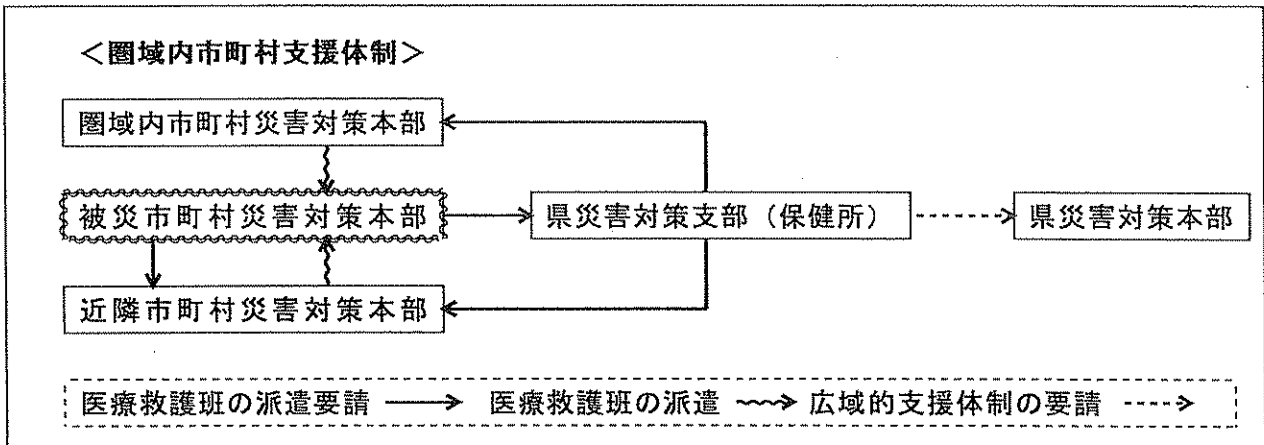 ＜圏域内市町村支援体制＞
圏域内市町村災害対策本部
被災市町村災害対策本部
県災害対策支部（保健所）
県災害対策本部
近隣市町村災害対策本部
医療救護班の派遣要請
医療救護班の派遣
広域的支援体制の要請